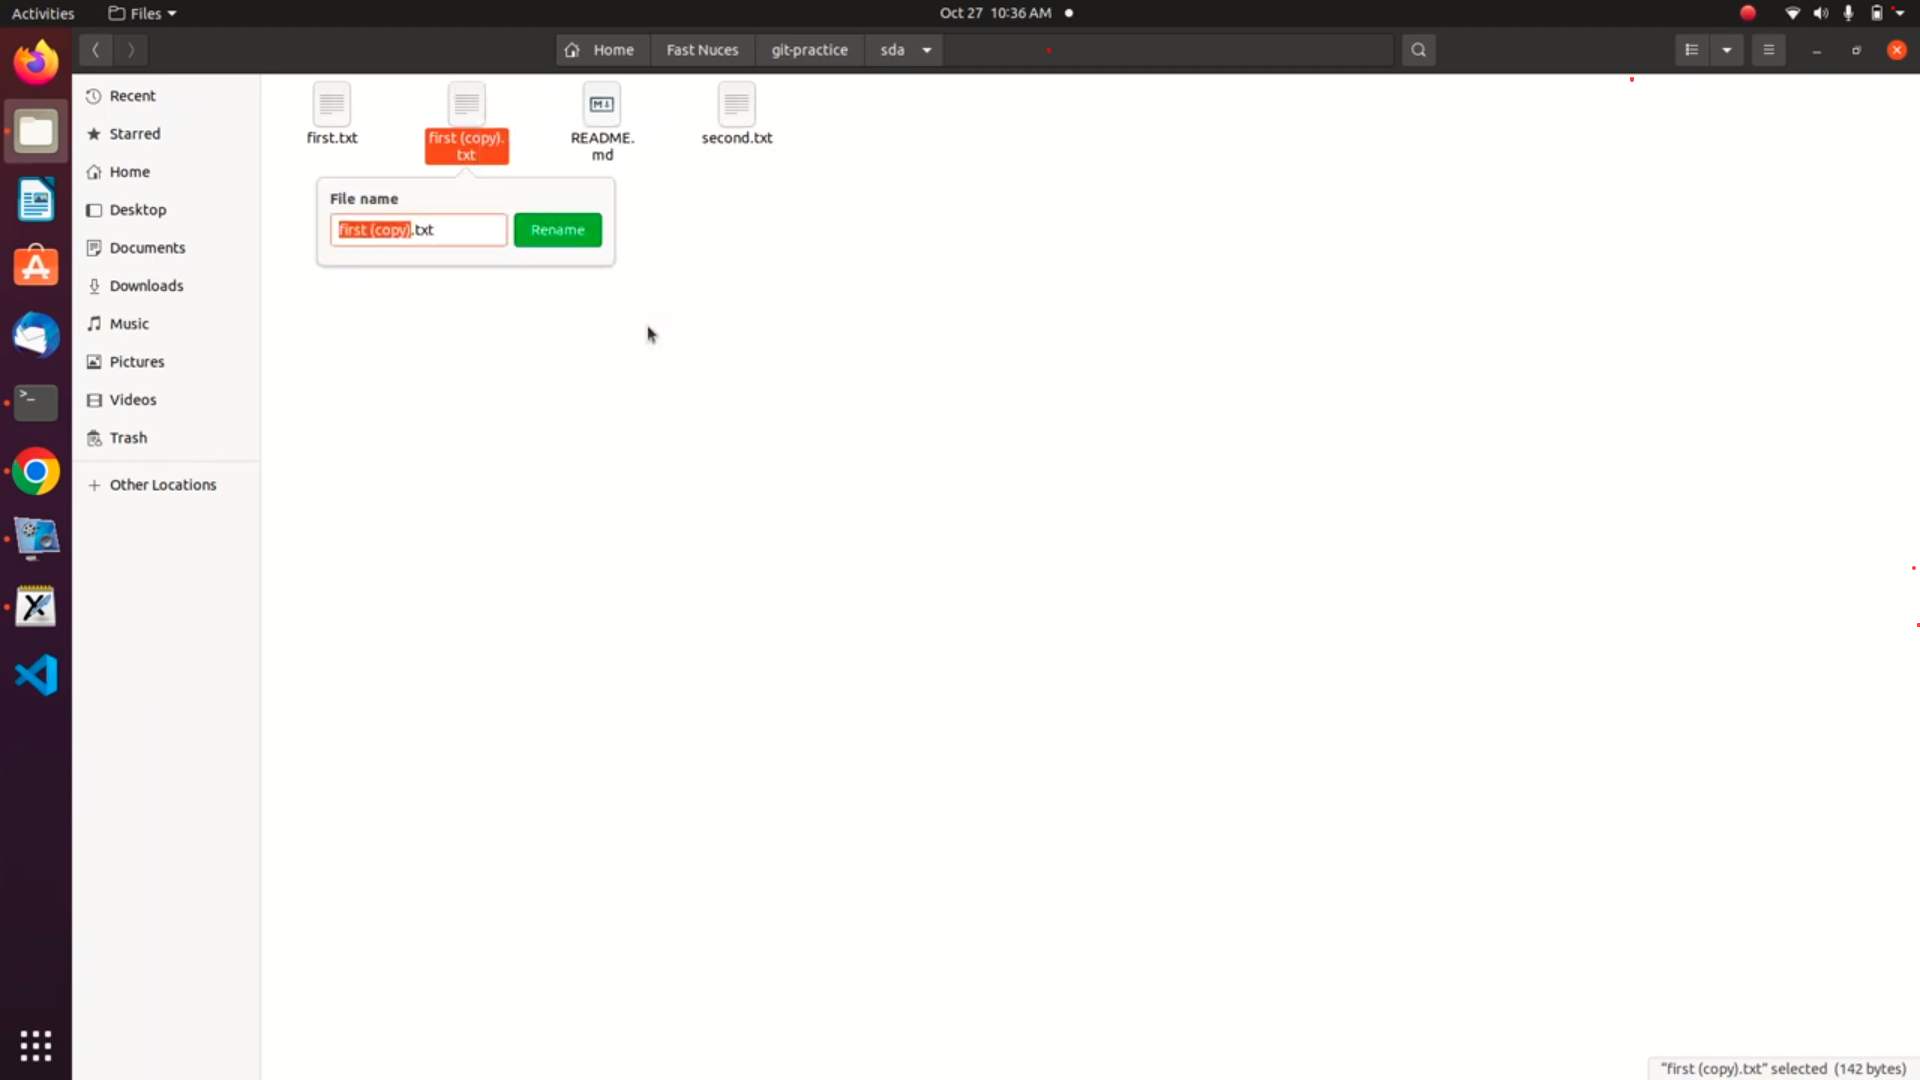 Activities Files Oct 27 10:36 AM
Home Fast Nuces git-practice sda
Recent
Starred
Home
Desktop
Documents
Downloads
Music
Pictures
Videos
Trash
Other Locations
first.txt
first (copy).
txt
README.
md
second.txt
File name
first (copy).txt Rename
"first (copy).txt" selected (142 bytes)